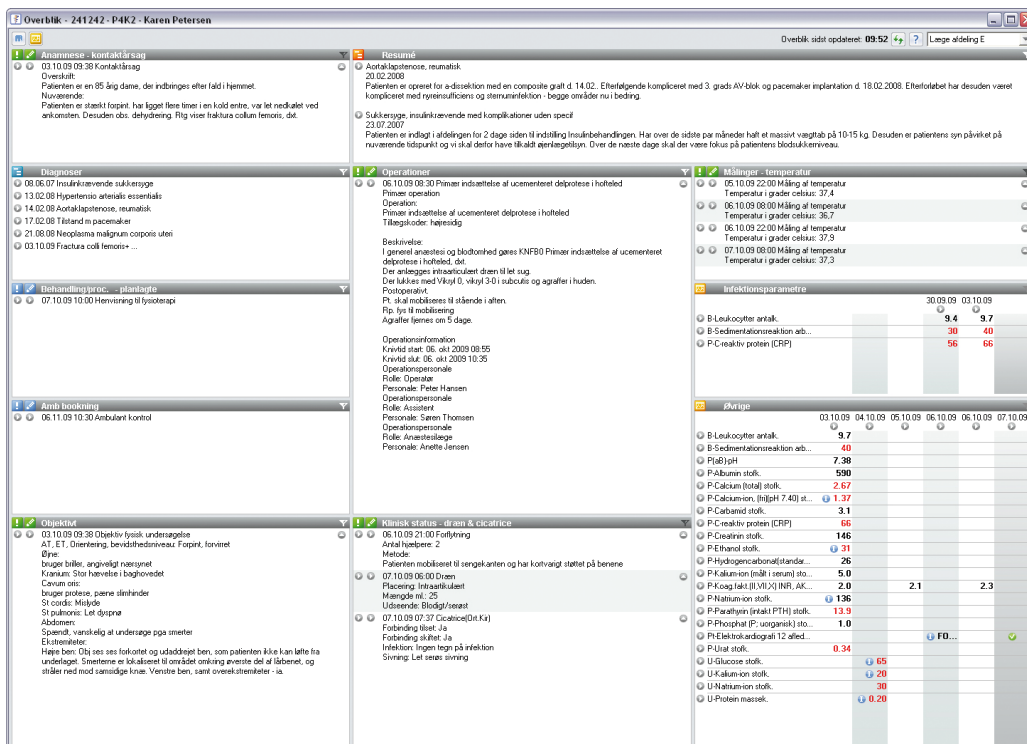 Overblik - 241242 - P4K2 - Karen Petersen
Overblik sidst opdateret: 09:52
Læge afdeling E
Anamnese - kontaktårsag
03.10.09 09:38 Kontaktårsag
Overskrift:
Patienten er en 85 årig dame, der indbringes efter fald i hjemmet.
Nuværende:
Patienten er stærkt forpint. har ligget flere timer i en kold entre, var let nedkølet ved
ankomsten. Desuden obs. dehydrering. Rtg viser fraktura collum femoris, dxt.
Resumé
Aortaklapstenose, reumatisk
20.02.2008
Patienten er opreret for a-dissektion med en composite graft d. 14.02.. Efterfølgende kompliceret med 3. grads AV-blok og pacemaker implantation d. 18.02.2008. Efterforløbet har desuden været
kompliceret med nyreinsufficiens og sternuminfektion - begge områder nu i bedring.
Sukkersyge, insulinkrævende med komplikationer uden specif
23.07.2007
Patienten er indlagt i afdelingen for 2 dage siden til indstilling Insulinbehandlingen. Har over de sidste par måneder haft et massivt vægttab på 10-15 kg. Desuden er patientens syn påvirket på
nuværende tidspunkt og vi skal derfor have tilkaldt øjenlægetilsyn. Over de næste dage skal der være fokus på patientens blodsukkerniveau.
Diagnoser
08.06.07 Insulinkrævende sukkersyge
13.02.08 Hypertensio arterialis essentialis
14.02.08 Aortaklapstenose, reumatisk
17.02.08 Tilstand m pacemaker
21.08.08 Neoplasma malignum corporis uteri
03.10.09 Fractura colli femoris+ ...
Behandling/proc. - planlagte
07.10.09 10:00 Henvisning til fysioterapi
Amb bookning
06.11.09 10:30 Ambulant kontrol
Operationer
06.10.09 08:30 Primær indsættelse af ucementeret delprotese i hofteled
Primær operation
Operation:
Primær indsættelse af ucementeret delprotese i hofteled
Tillægskoder: højresidig
Beskrivelse:
I generel anæstesi og blodtomhed gøres KNFB0 Primær indsættelse af ucementeret
delprotese i hofteled, dxt.
Der anlægges intraarticulært dræn til let sug.
Der lukkes med Vikryl 0, vikryl 3-0 i subcutis og agraffer i huden.
Postoperativt.
Pt. skal mobiliseres til stående i aften.
Rp. fys til mobilisering
Agraffer fjernes om 5 dage.
Operationsinformation
Knivtid start: 06. okt 2009 08:55
Knivtid slut: 06. okt 2009 10:35
Operationspersonale
Rolle: Operatør
Personale: Peter Hansen
Operationspersonale
Rolle: Assistent
Personale: Søren Thomsen
Operationspersonale
Rolle: Anæstesilæge
Personale: Anette Jensen
Målinger - temperatur
05.10.09 22:00 Måling af temperatur
Temperatur i grader celsius: 37,4
06.10.09 08:00 Måling af temperatur
Temperatur i grader celsius: 36,7
06.10.09 22:00 Måling af temperatur
Temperatur i grader celsius: 37,9
07.10.09 08:00 Måling af temperatur
Temperatur i grader celsius: 37,3
Infektionsparametre
30.09.09 03.10.09
B-Leukocytter antalk. 9.4 9.7
B-Sedimentationsreaktion arb... 30 40
P-C-reaktiv protein (CRP) 56 66
Øvrige
03.10.09 04.10.09 05.10.09 06.10.09 06.10.09 07.10.09
B-Leukocytter antalk. 9.7
B-Sedimentationsreaktion arb... 40
P(aB)-pH 7.38
P-Albumin stofk. 590
P-Calcium (total) stofk. 2.67
P-Calcium-ion, (fri)(pH 7.40) st... 1.37
P-Carbamid stofk. 3.1
P-C-reaktiv protein (CRP) 66
P-Creatinin stofk. 146
P-Ethanol stofk. 31
P-Hydrogencarbonat(standar... 26
P-Kalium-ion (målt i serum) sto... 5.0
P-Koag.fakt.(II,VII,X) INR, AK... 2.0 2.1 2.3
P-Natrium-ion stofk. 136
P-Parathyrin (intakt PTH) stofk. 13.9
P-Phosphat (P; uorganisk) sto... 1.0
Pt-Elektrokardiografi 12 afled... FO...
P-Urat stofk. 0.34
U-Glucose stofk. 65
U-Kalium-ion stofk. 20
U-Natrium-ion stofk. 30
U-Protein massek. 0.20
Objektivt
03.10.09 09:38 Objektiv fysisk undersøgelse
AT, ET, Orientering, bevidsthedsniveau: Forpint, forvirret
Øjne:
bruger briller, angiveligt nærsynet
Kranium: Stor hævelse i baghovedet
Cavum oris:
bruger protese, pæne slimhinder
St cordis: Mislyde
St pulmonis: Let dyspnø
Abdomen:
Spændt, vanskelig at undersøge pga smerter
Ekstremiteter:
Højre ben: Obj ses ses forkortet og udaddrejet ben, som patienten ikke kan løfte fra
underlaget. Smerterne er lokaliseret til området omkring øverste del af lårbenet, og
stråler ned mod samsidige knæ. Venstre ben, samt overekstremiteter - ia.
Klinisk status - dræn & cicatrice
06.10.09 21:00 Forflytning
Antal hjælpere: 2
Metode:
Patienten mobiliseret til sengekanten og har kortvarigt støttet på benene
07.10.09 06:00 Dræn
Placering: Intraartikulært
Mængde ml.: 25
Udseende: Blodigt/serøst
07.10.09 07:37 Cicatrice(Ort.Kir)
Forbinding tilset: Ja
Forbinding skiftet: Ja
Infektion: Ingen tegn på infektion
Sivning: Let serøs sivning